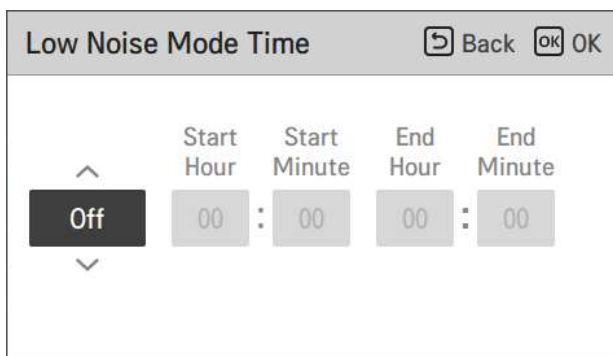 Low Noise Mode Time Back OK OK
Start Start End End
Hour Minute Hour Minute
Off 00 : 00 00 : 00